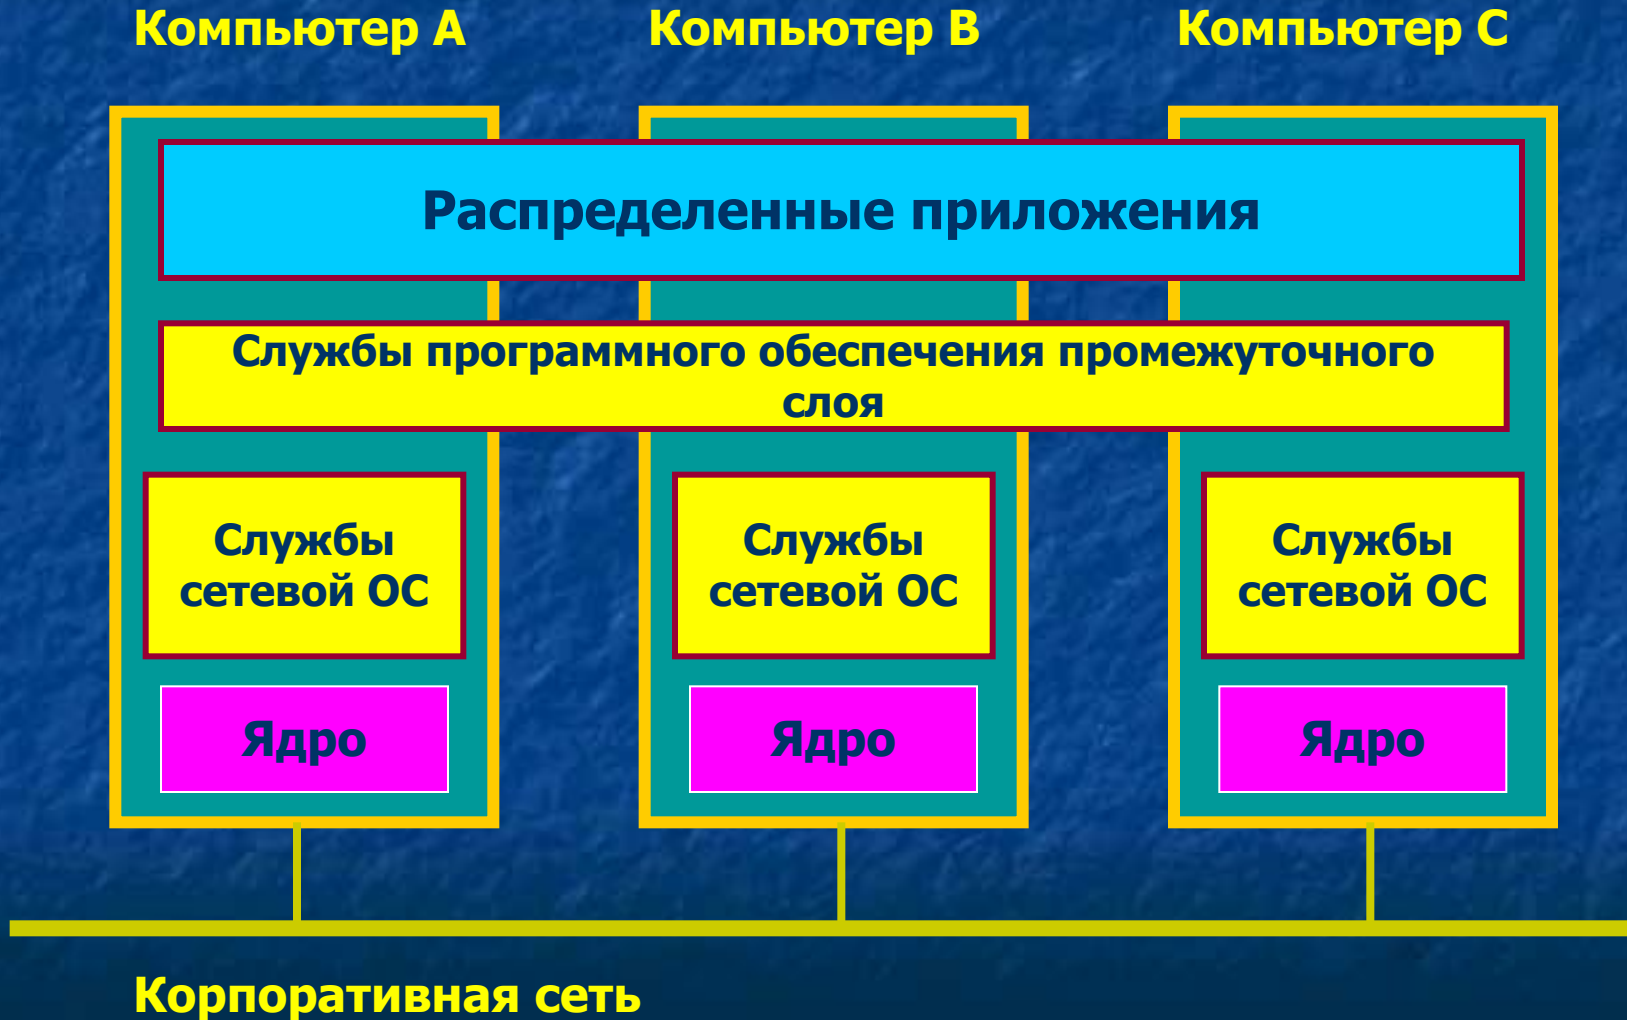 Компьютер А
Компьютер В
Компьютер С
Распределенные приложения
Службы программного обеспечения промежуточного
слоя
Службы
сетевой ОС
Службы
сетевой ОС
Службы
сетевой ОС
Ядро
Ядро
Ядро
Корпоративная сеть